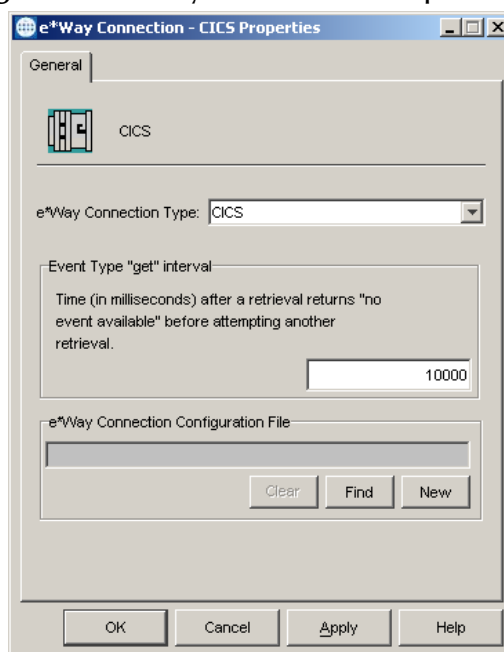 e*Way Connection - CICS Properties
General
CICS
e*Way Connection Type: CICS
Event Type "get" interval
Time (in milliseconds) after a retrieval returns "no
event available" before attempting another
retrieval.
10000
e*Way Connection Configuration File
Clear Find New
OK Cancel Apply Help